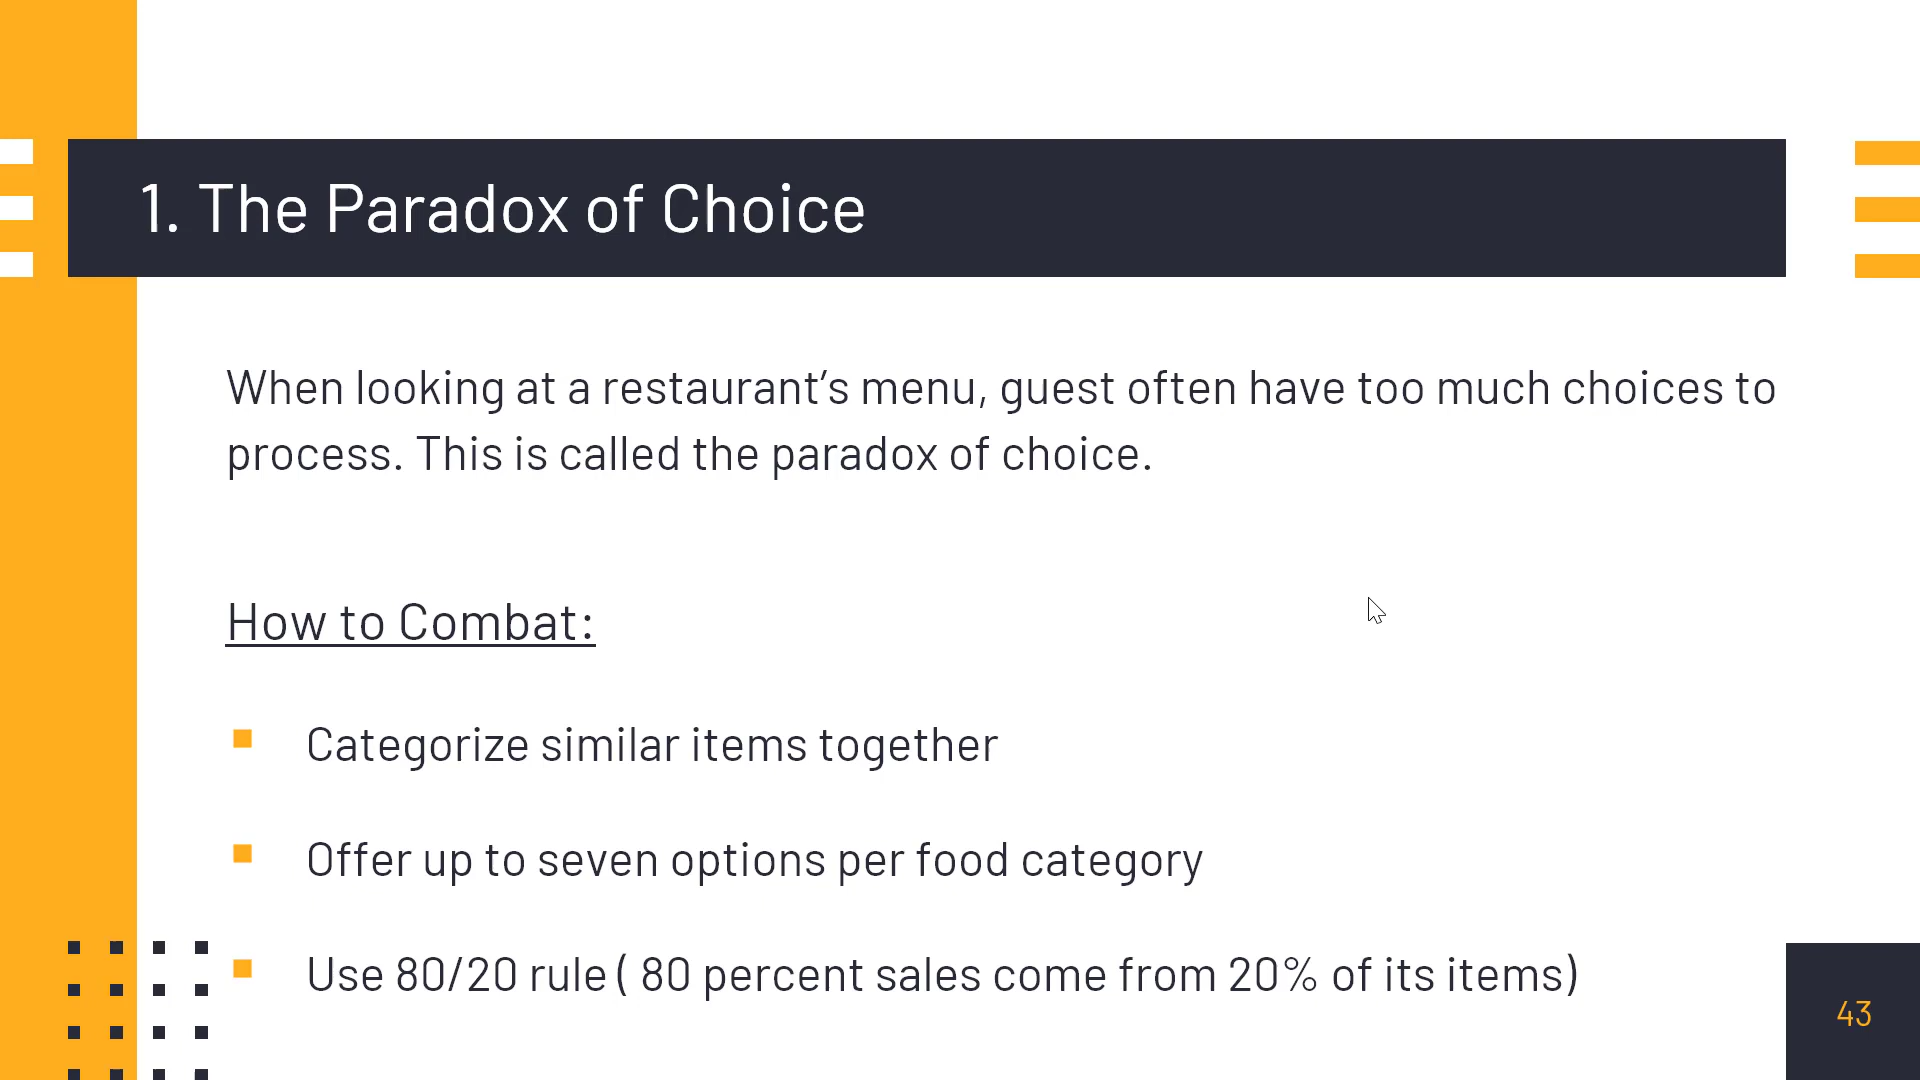 1. The Paradox of Choice
When looking at a restaurant’s menu, guest often have too much choices to
process. This is called the paradox of choice.
How to Combat:
Categorize similar items together
Offer up to seven options per food category
Use 80/20 rule ( 80 percent sales come from 20% of its items)
43